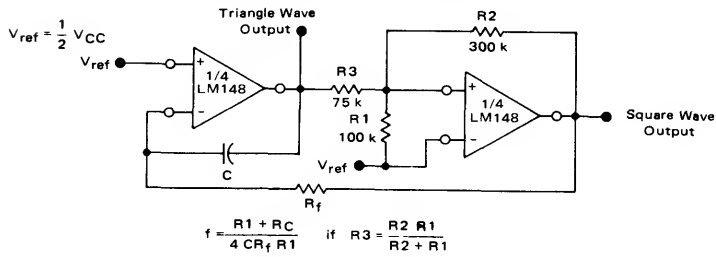 Vref = 1/2 VCC
Triangle Wave
Output
R2
300 k
Vref
+
1/4
LM148
−
R3
75 k
R1
100 k
+
1/4
LM148
−
Square Wave
Output
C
Vref
Rf
f = R1 + RC / 4 CRf R1 if R3 = R2 R1 / R2 + R1